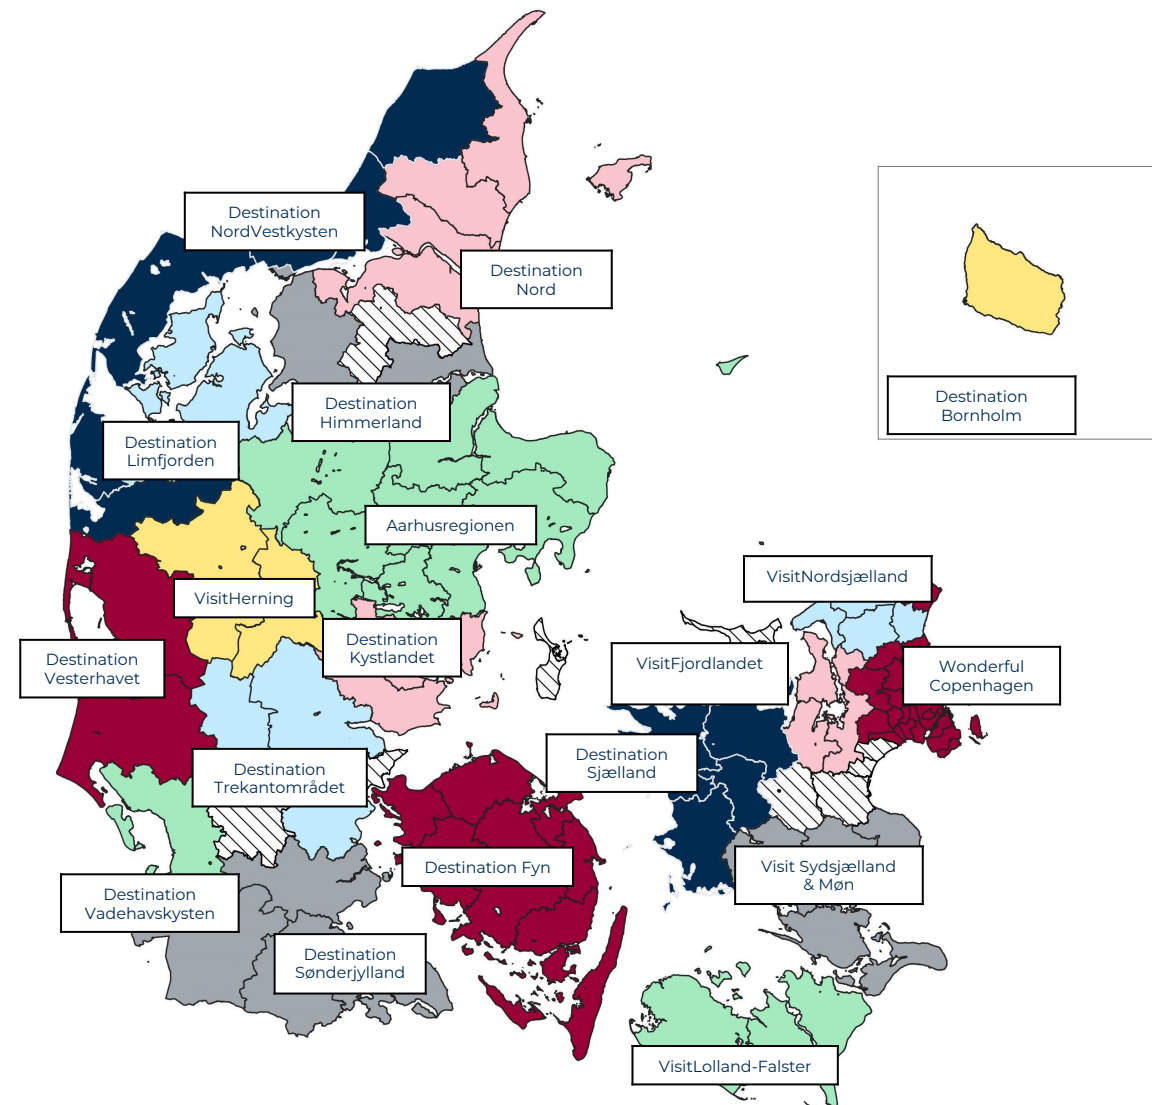 Destination
NordVestkysten
Destination
Nord
Destination
Himmerland
Destination
Bornholm
Destination
Limfjorden
Aarhusregionen
VisitNordsjælland
VisitHerning
Destination
Kystlandet
Destination
Vesterhavet
VisitFjordlandet
Wonderful
Copenhagen
Destination
Sjælland
Destination
Trekantområdet
Destination Fyn
Visit Sydsjælland
& Møn
Destination
Vadehavskysten
Destination
Sønderjylland
VisitLolland-Falster